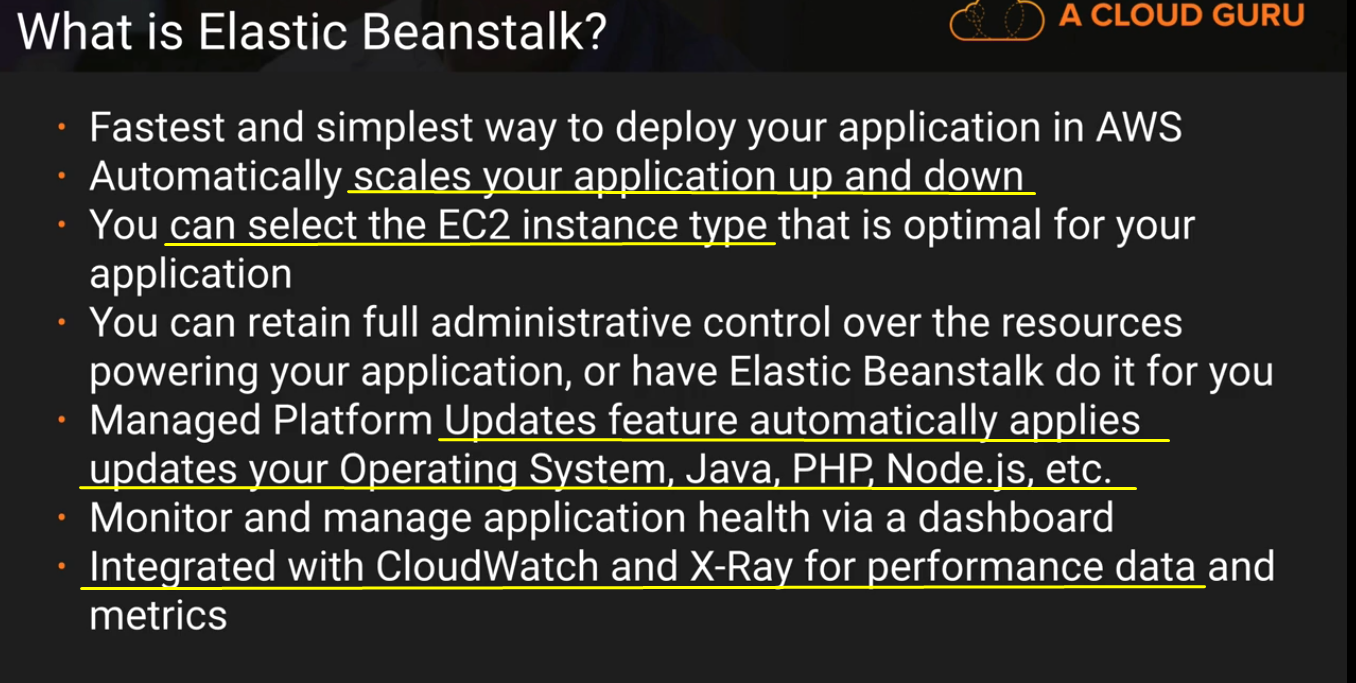 What is Elastic Beanstalk?
A CLOUD GURU
• Fastest and simplest way to deploy your application in AWS
• Automatically scales your application up and down
• You can select the EC2 instance type that is optimal for your
application
• You can retain full administrative control over the resources
powering your application, or have Elastic Beanstalk do it for you
• Managed Platform Updates feature automatically applies
updates your Operating System, Java, PHP, Node.js, etc.
• Monitor and manage application health via a dashboard
• Integrated with CloudWatch and X-Ray for performance data and
metrics